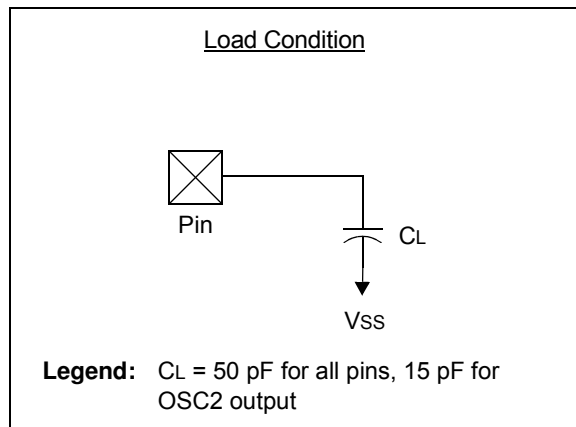 Load Condition
Pin
CL
VSS
Legend: CL = 50 pF for all pins, 15 pF for
OSC2 output